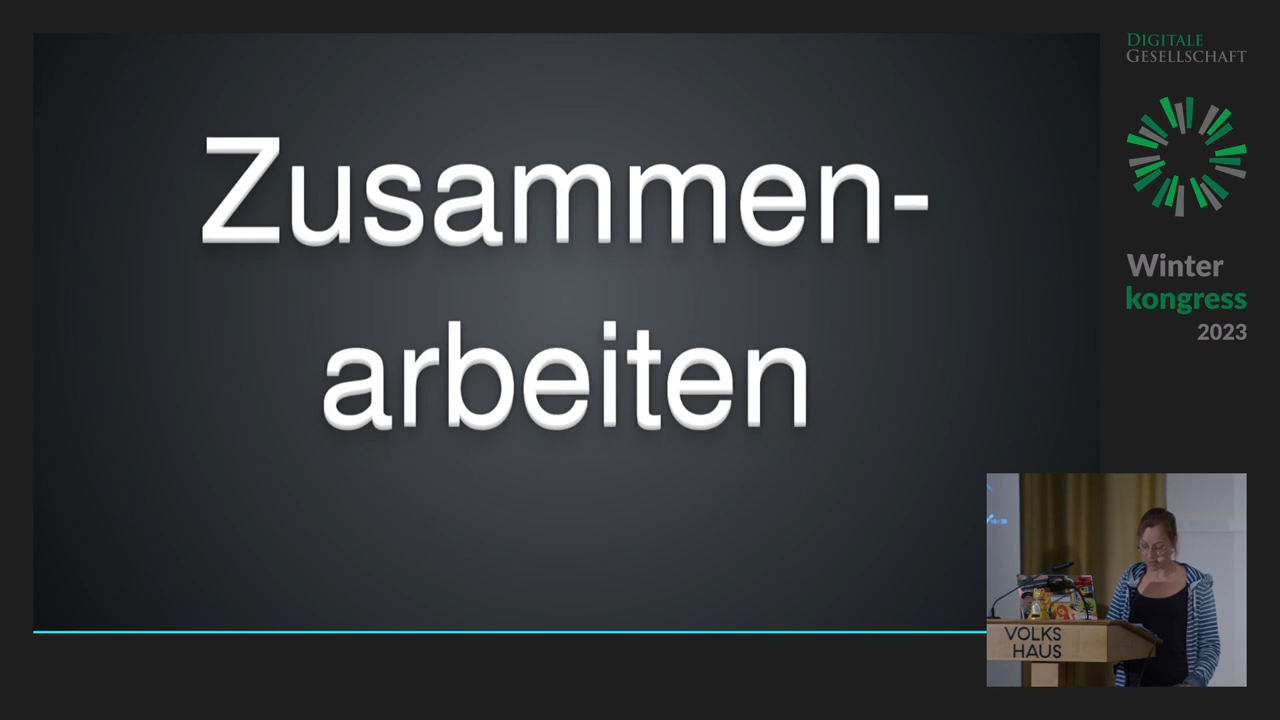 Zusammen-
arbeiten
DIGITALE
GESELLSCHAFT
Winter
kongress
2023
VOLKS
HAUS